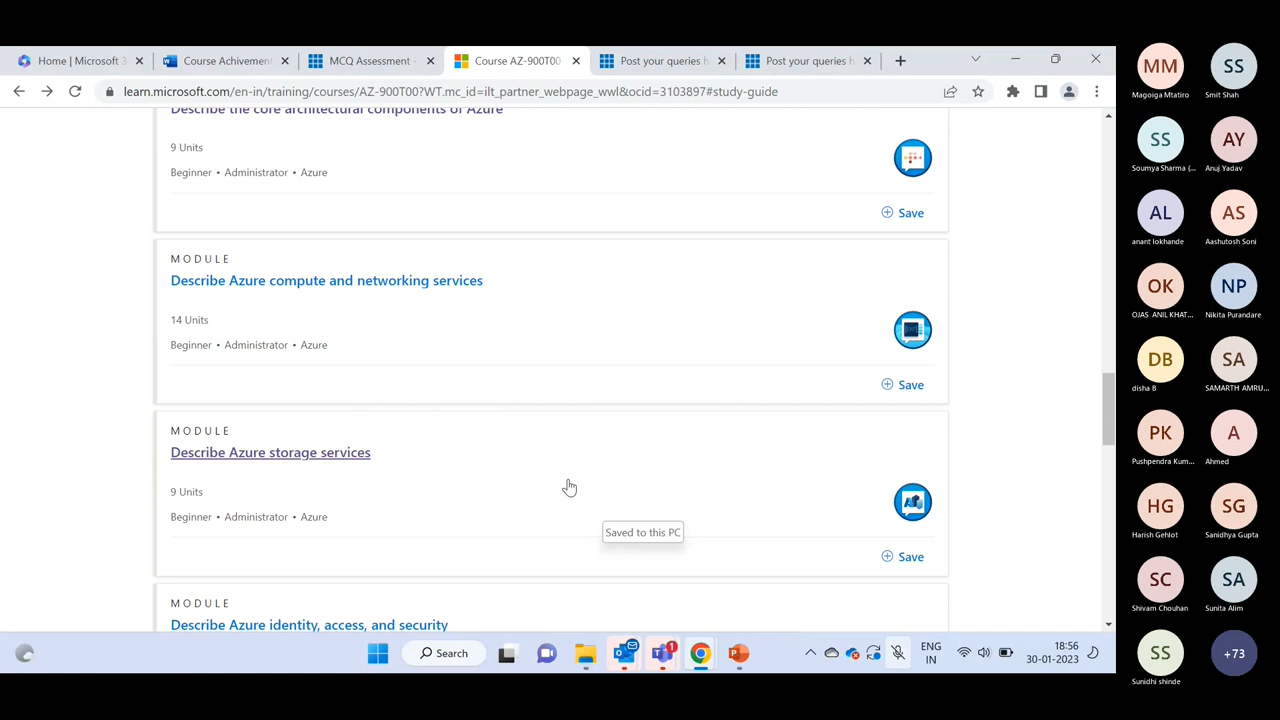 Home | Microsoft 3
Course Achivement
MCQ Assessment -
Course AZ-900T00
Post your queries h
Post your queries h
learn.microsoft.com/en-in/training/courses/AZ-900T00?WT.mc_id=ilt_partner_webpage_wwl&ocid=3103897#study-guide
Describe the core architectural components of Azure
9 Units
Beginner • Administrator • Azure
Save
MODULE
Describe Azure compute and networking services
14 Units
Beginner • Administrator • Azure
Save
MODULE
Describe Azure storage services
9 Units
Beginner • Administrator • Azure
Saved to this PC
Save
MODULE
Describe Azure identity, access, and security
Search
1
ENG
IN
18:56
30-01-2023
MM
Magoiga Mtatiro
SS
Smit Shah
SS
Soumya Sharma (...
AY
Anuj Yadav
AL
anant lokhande
AS
Aashutosh Soni
OK
OJAS ANIL KHAT...
NP
Nikita Purandare
DB
disha B
SA
SAMARTH AMRU...
PK
Pushpendra Kum...
A
Ahmed
HG
Harish Gehlot
SG
Sanidhya Gupta
SC
Shivam Chouhan
SA
Sunita Alim
SS
Sunidhi shinde
+73